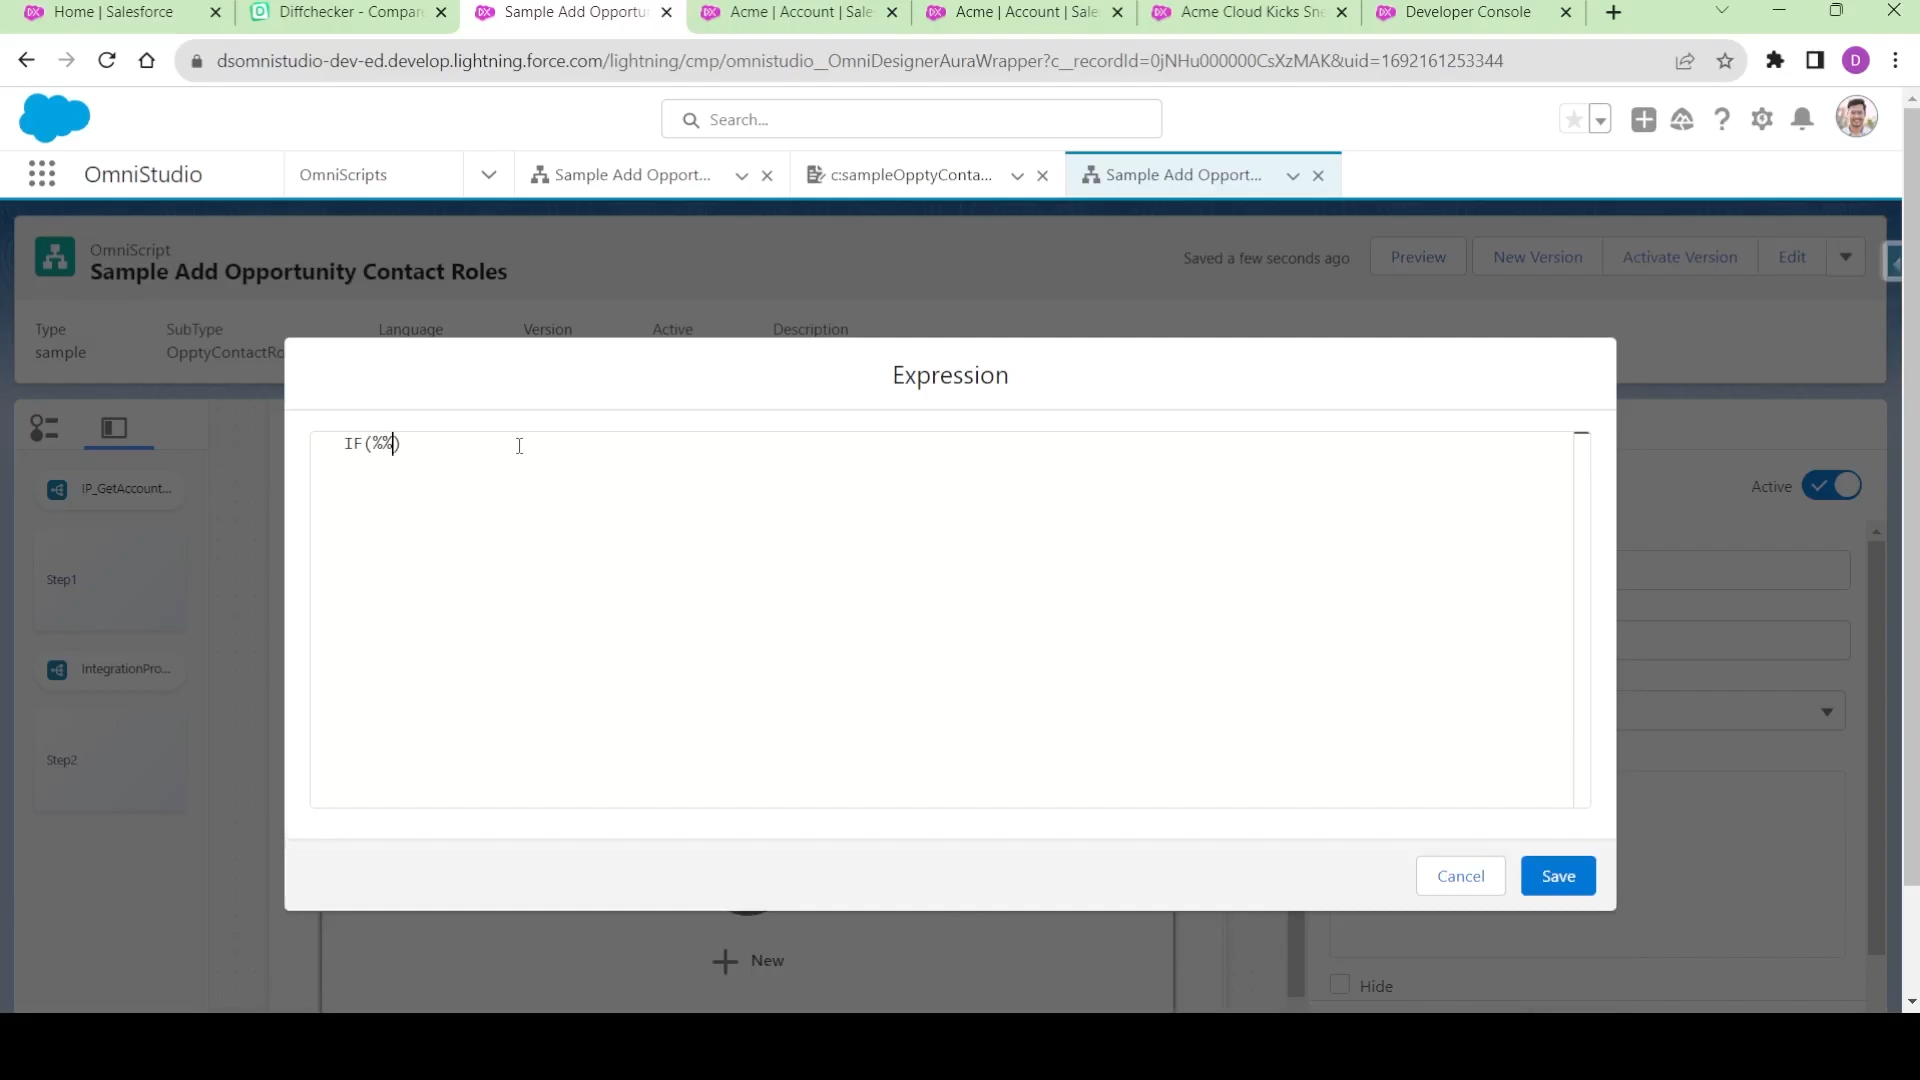 Home | Salesforce
Diffchecker - Compar
Sample Add Opportu
Acme | Account | Sale
Acme | Account | Sale
Acme Cloud Kicks Sne
Developer Console
dsomnistudio-dev-ed.develop.lightning.force.com/lightning/cmp/omnistudio__OmniDesignerAuraWrapper?c__recordId=0jNHu000000CsXzMAK&uid=1692161253344
D
Search...
OmniStudio
OmniScripts
Sample Add Opport...
c:sampleOpptyConta...
Sample Add Opport...
OmniScript
Sample Add Opportunity Contact Roles
Saved a few seconds ago
Preview
New Version
Activate Version
Edit
Type
SubType
Language
Version
Active
Description
sample
OpptyContactRo
Expression
IF(%%)
IP_GetAccount...
Active
Step1
IntegrationPro...
Step2
Cancel
Save
New
Hide